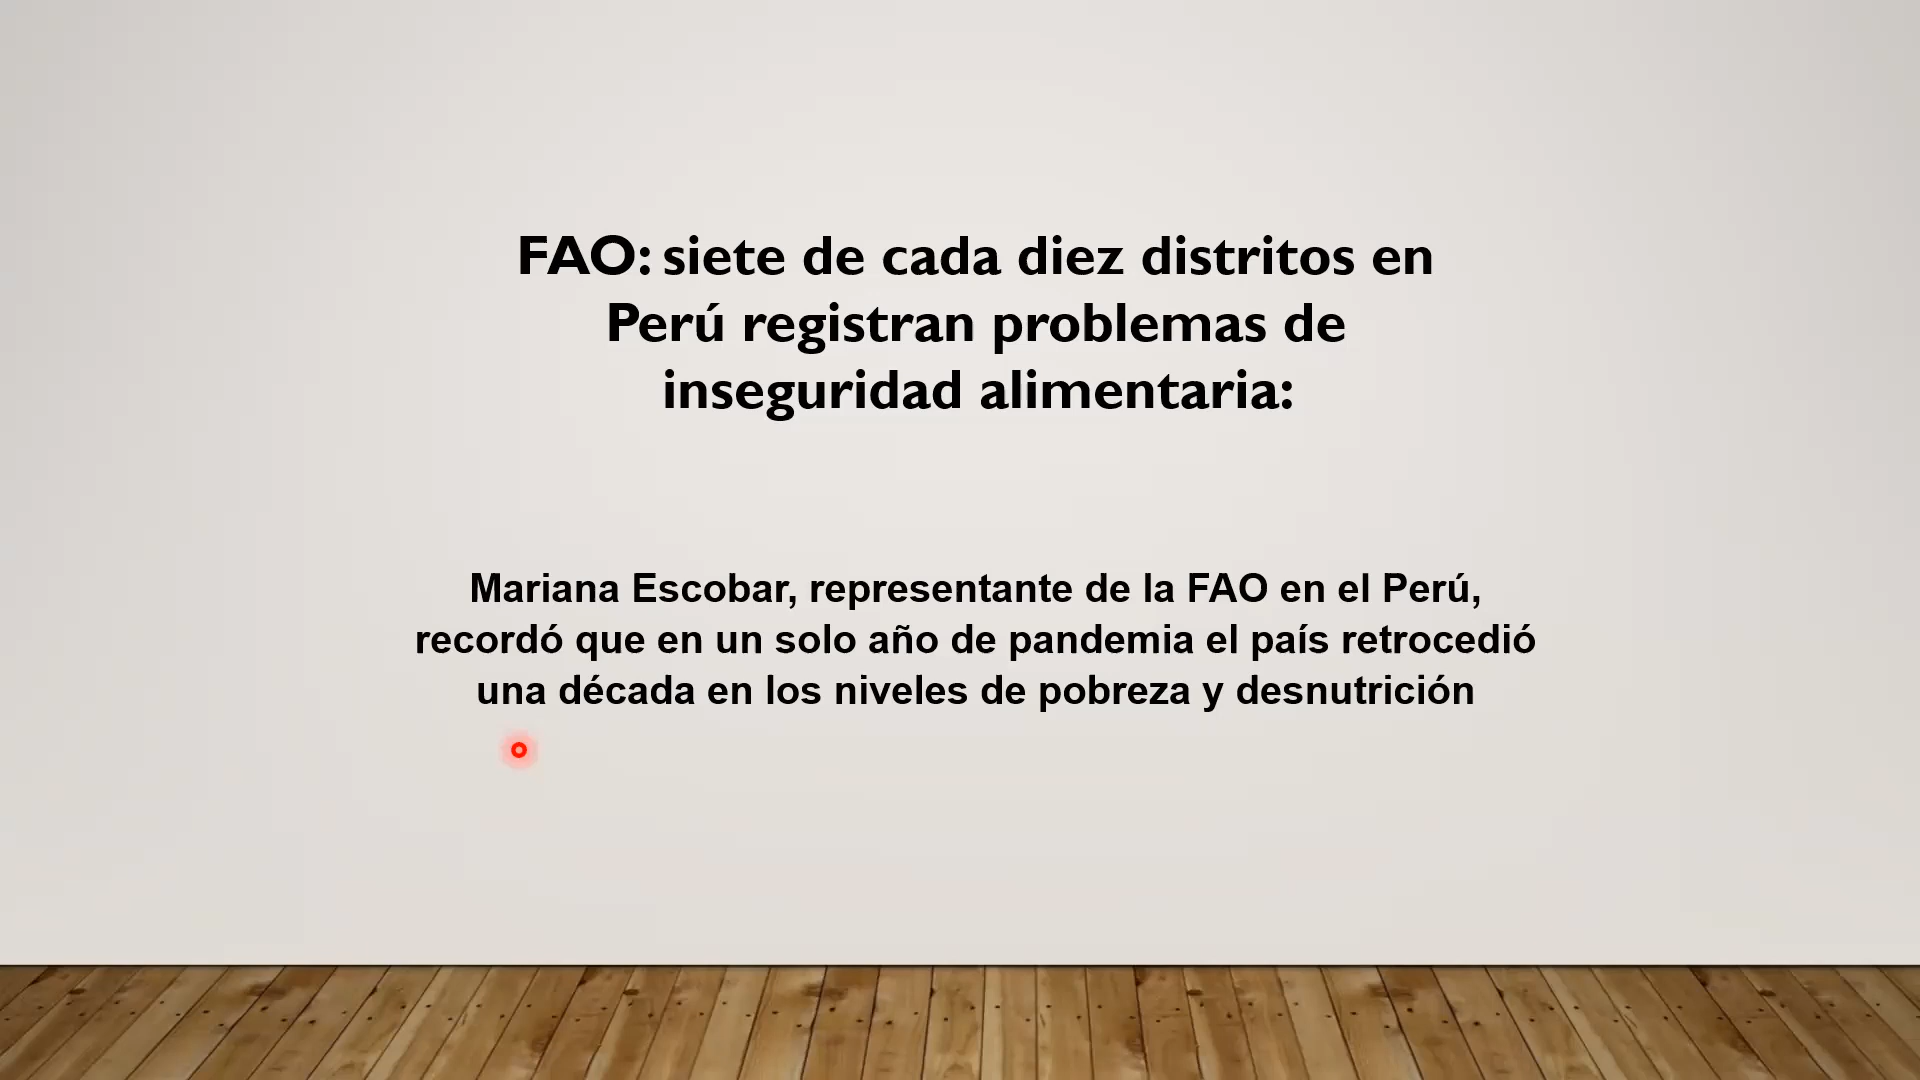 FAO: siete de cada diez distritos en
Perú registran problemas de
inseguridad alimentaria:
Mariana Escobar, representante de la FAO en el Perú,
recordó que en un solo año de pandemia el país retrocedió
una década en los niveles de pobreza y desnutrición